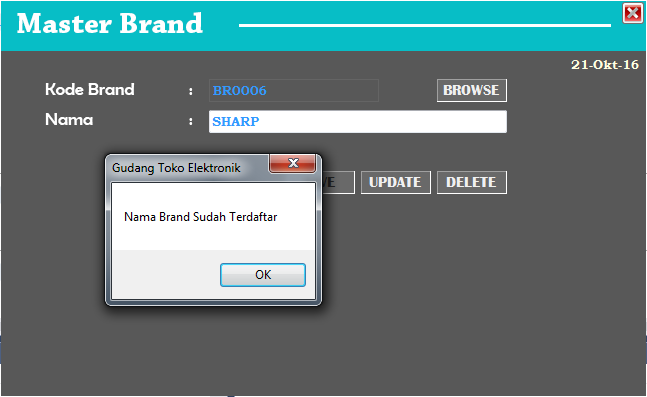 Master Brand
21-Okt-16
Kode Brand : BR0006 BROWSE
Nama : SHARP
Gudang Toko Elektronik
UPDATE DELETE
Nama Brand Sudah Terdaftar
OK